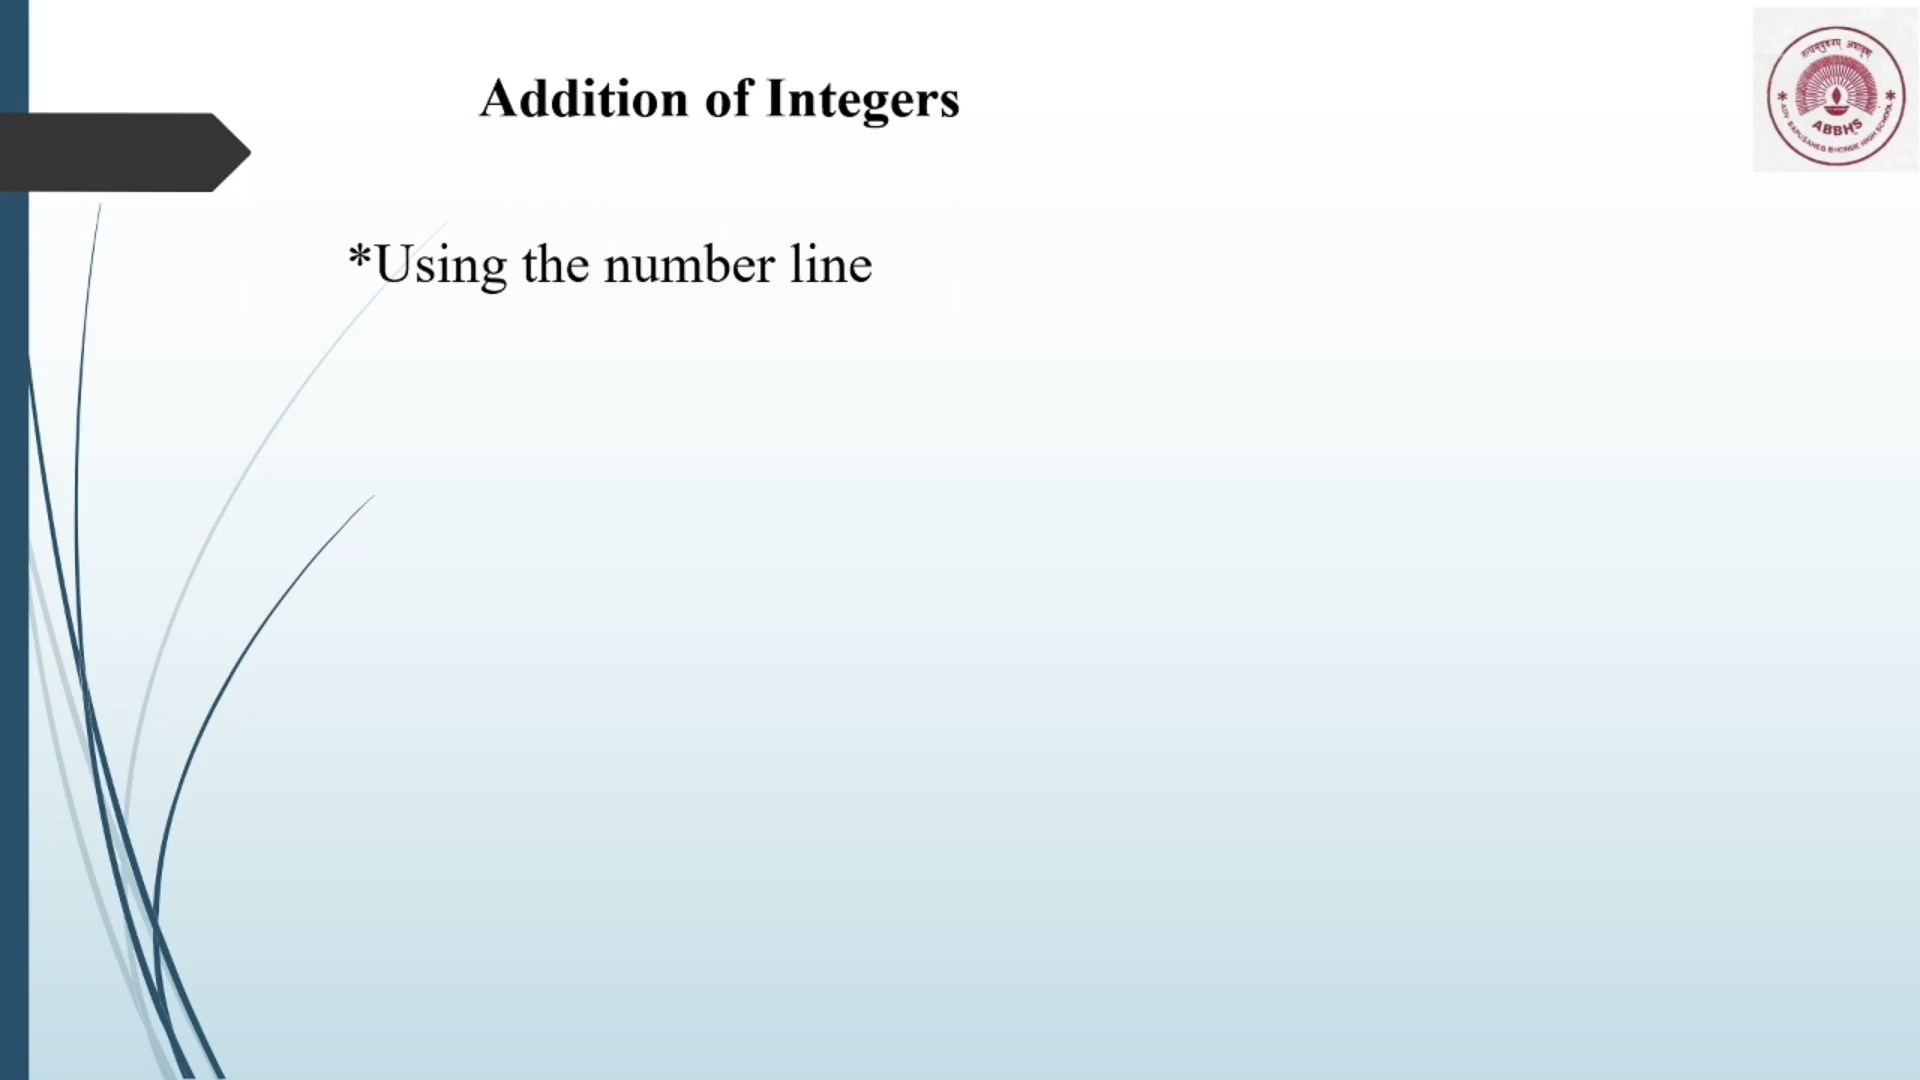 Addition of Integers
*Using the number line
ABBHS